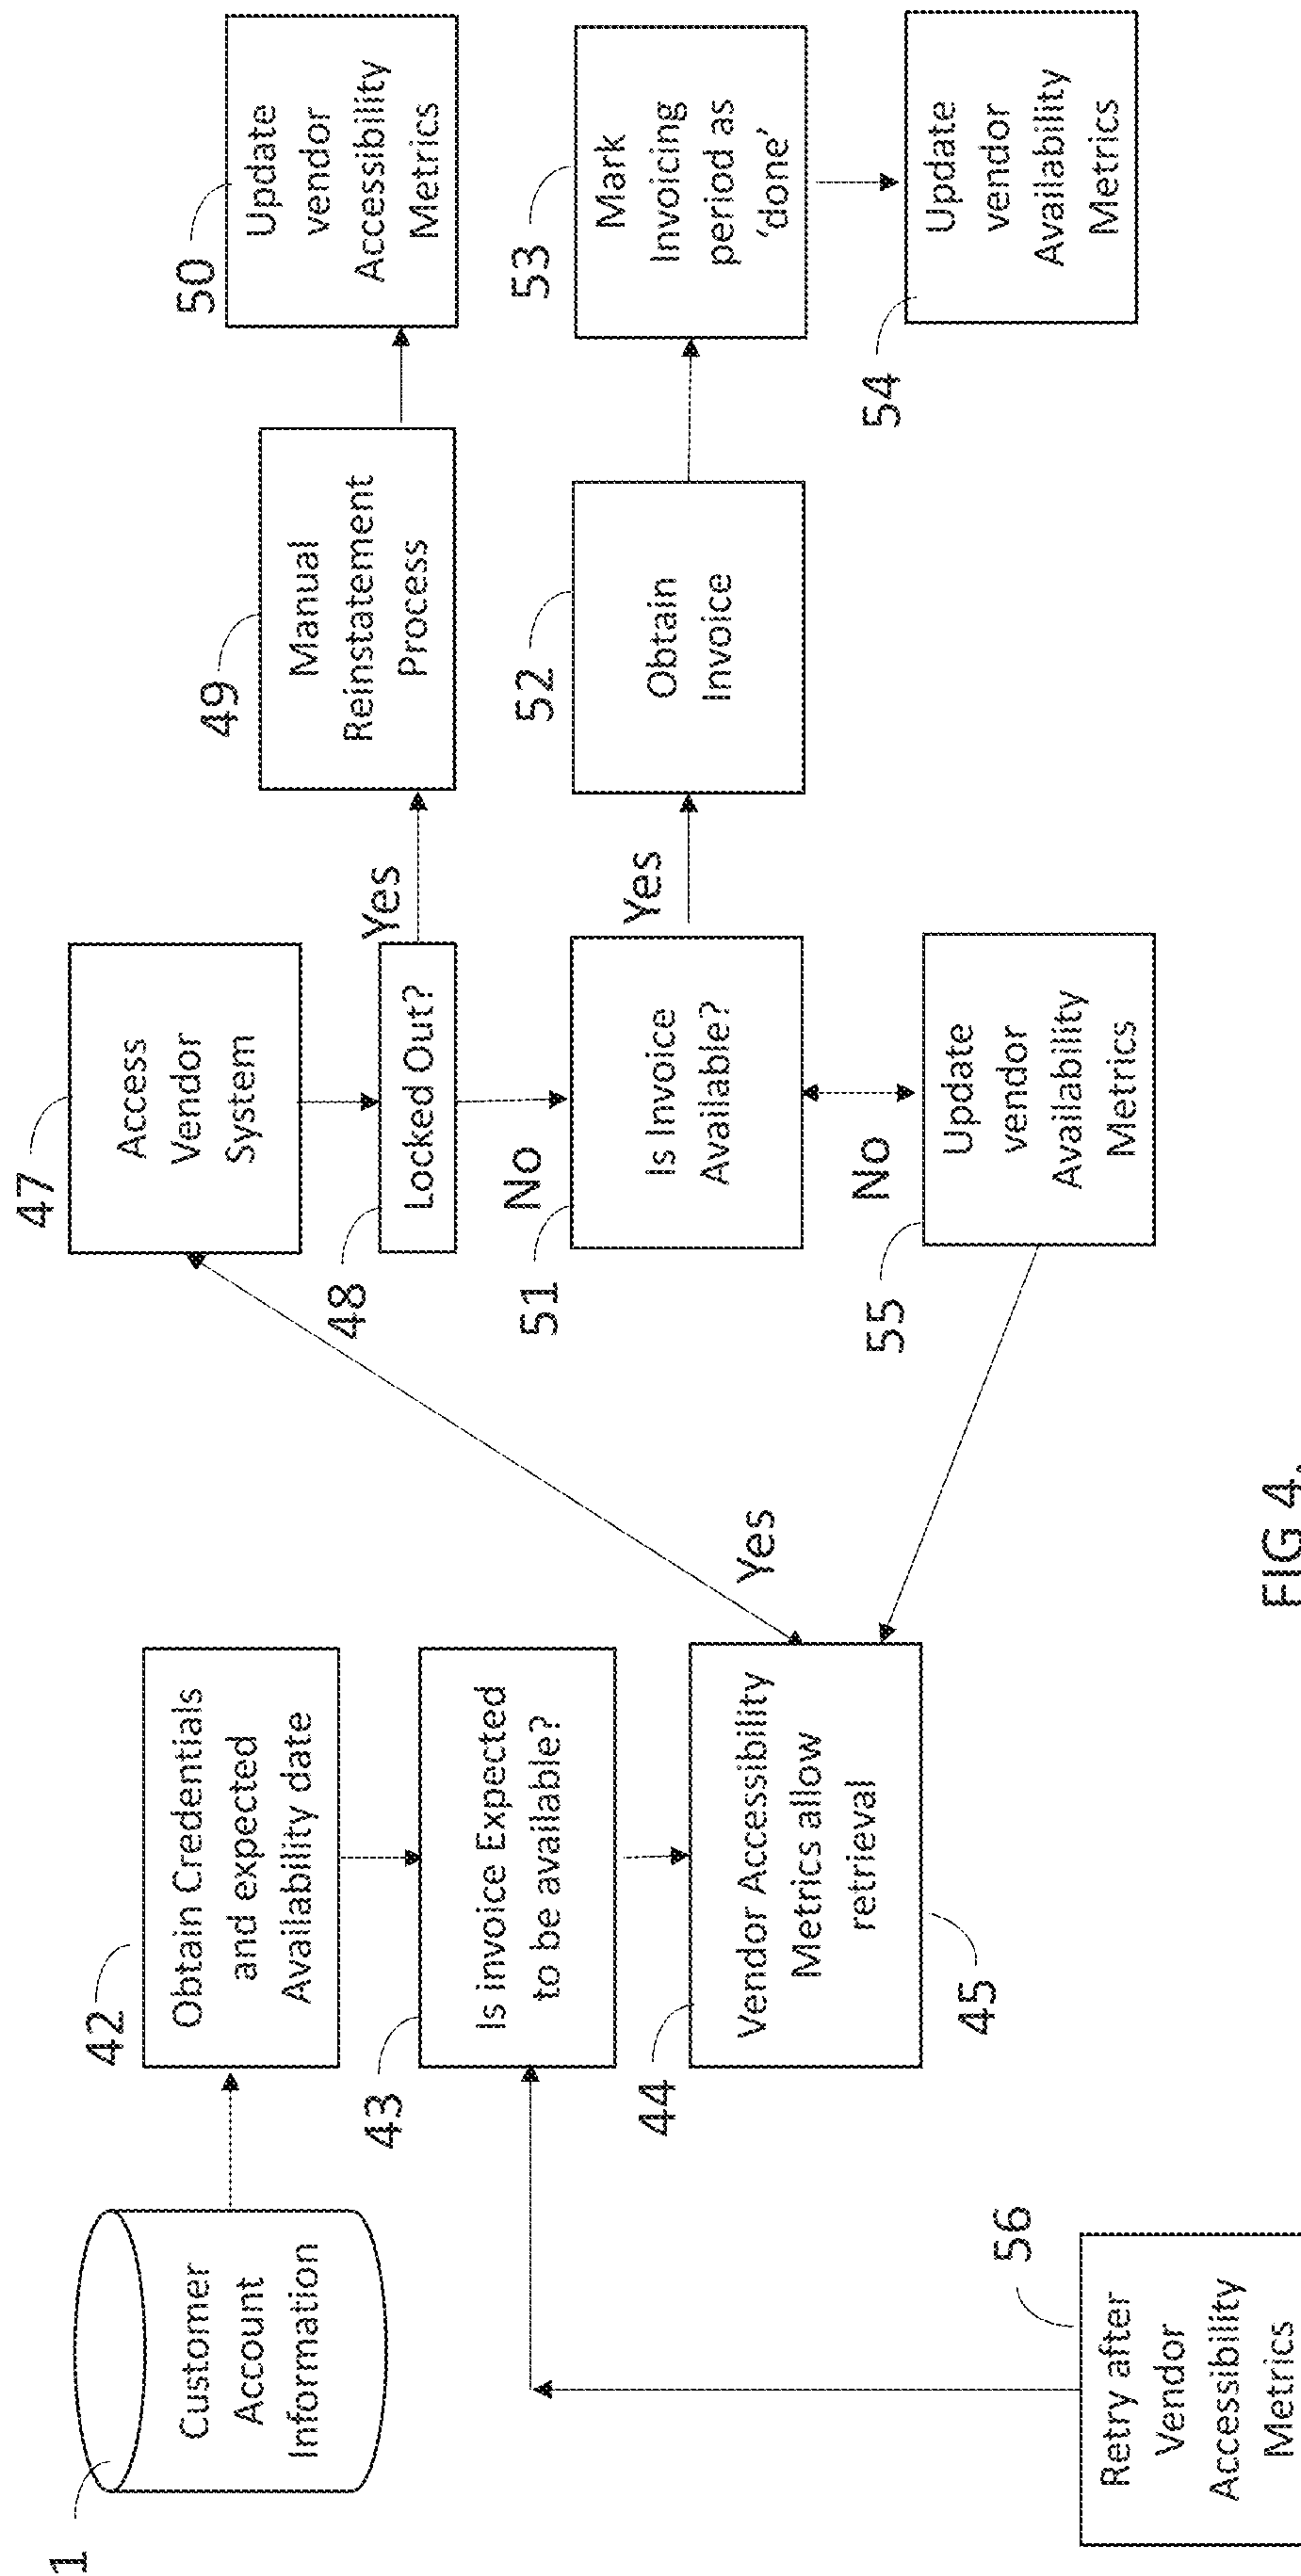 1
Customer
Account
Information
42
Obtain Credentials
and expected
Availability date
43
Is invoice Expected
to be available?
44
Vendor Accessibility
Metrics allow
retrieval
45
Yes
56
Retry after
Vendor
Accessibility
Metrics
47
Access
Vendor
System
48
Locked Out?
Yes
No
49
Manual
Reinstatement
Process
50
Update
vendor
Accessibility
Metrics
51
Is Invoice
Available?
Yes
No
52
Obtain
Invoice
53
Mark
Invoicing
period as
‘done’
54
Update
vendor
Availability
Metrics
55
Update
vendor
Availability
Metrics
FIG 4.